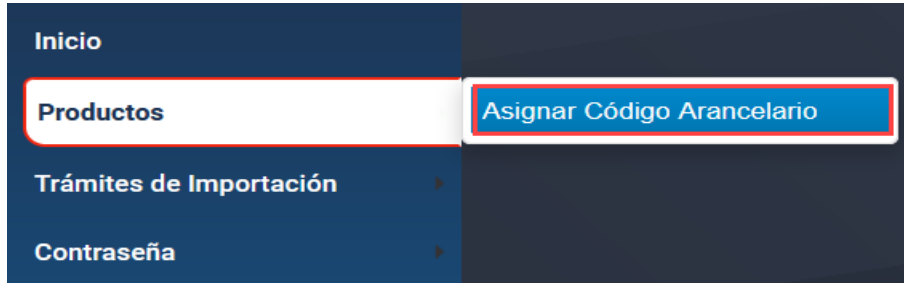 Inicio
Productos
Asignar Código Arancelario
Trámites de Importación
Contraseña